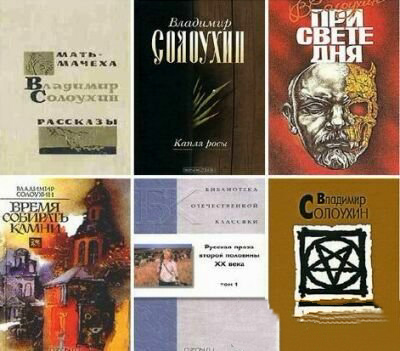 МАТЬ-
МАЧЕХА
Владимир
Солоухин
РАССКАЗЫ
Владимир
СОЛОУХИН
Капля росы
Солоухин
ПРИ
СВЕТЕ
ДНЯ
ВЛАДИМИР
СОЛОУХИН
ВРЕМЯ
СОБИРАТЬ
КАМНИ
БИБЛИОТЕКА
ОТЕЧЕСТВЕННОЙ
КЛАССИКИ
Русская проза
второй половины
XX века
том 1
Владимир
СОЛОУХИН